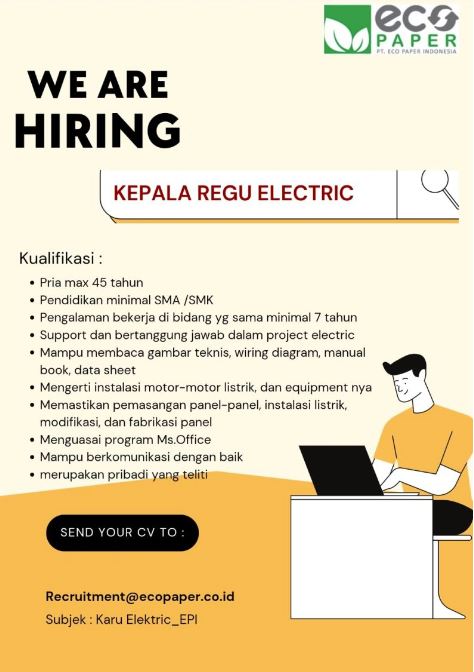 eco
PAPER
PT. ECO PAPER INDONESIA
WE ARE
HIRING
KEPALA REGU ELECTRIC
Kualifikasi :
• Pria max 45 tahun
• Pendidikan minimal SMA /SMK
• Pengalaman bekerja di bidang yg sama minimal 7 tahun
• Support dan bertanggung jawab dalam project electric
• Mampu membaca gambar teknis, wiring diagram, manual
book, data sheet
• Mengerti instalasi motor-motor listrik, dan equipment nya
• Memastikan pemasangan panel-panel, instalasi listrik,
modifikasi, dan fabrikasi panel
• Menguasai program Ms.Office
• Mampu berkomunikasi dengan baik
• merupakan pribadi yang teliti
SEND YOUR CV TO :
Recruitment@ecopaper.co.id
Subjek : Karu Elektric_EPI